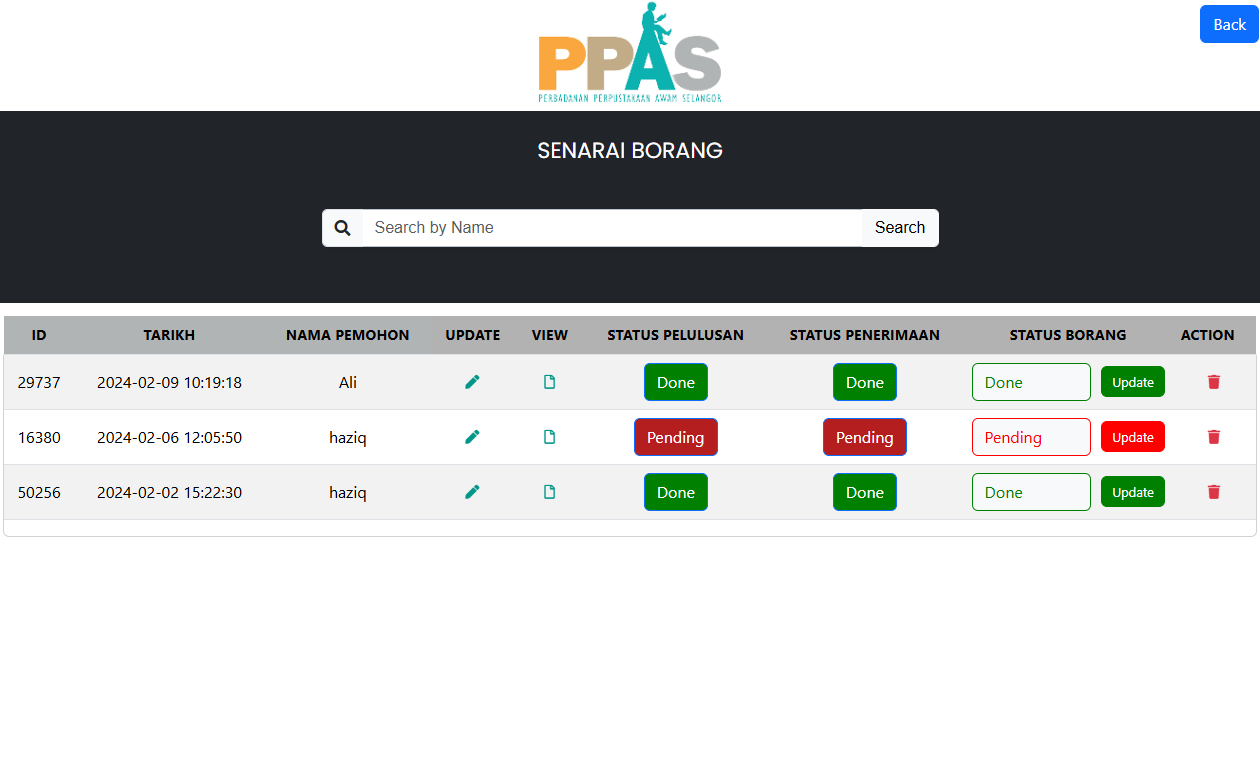 Back
PPAS
PERBADANAN PERPUSTAKAAN AWAM SELANGOR
SENARAI BORANG
Search by Name Search
ID TARIKH NAMA PEMOHON UPDATE VIEW STATUS PELULUSAN STATUS PENERIMAAN STATUS BORANG ACTION
29737 2024-02-09 10:19:18 Ali Done Done Done Update
16380 2024-02-06 12:05:50 haziq Pending Pending Pending Update
50256 2024-02-02 15:22:30 haziq Done Done Done Update